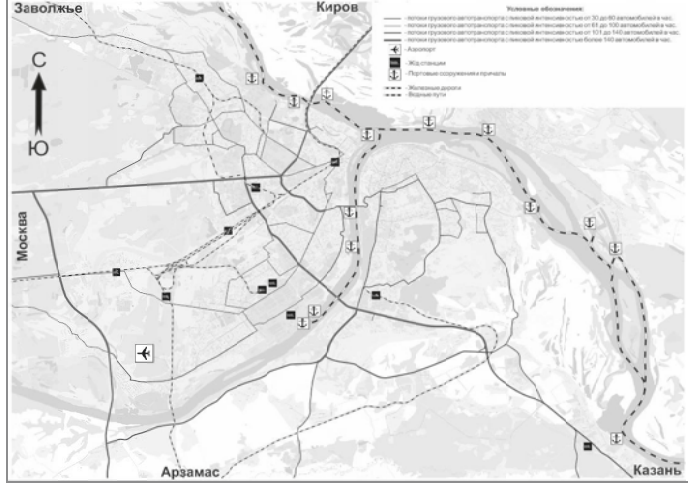 Заволжье
Киров
Условные обозначения:
- потоки грузового автотранспорта с пиковой интенсивностью от 30 до 60 автомобилей в час.
- потоки грузового автотранспорта с пиковой интенсивностью от 61 до 100 автомобилей в час.
- потоки грузового автотранспорта с пиковой интенсивностью от 101 до 140 автомобилей в час.
- потоки грузового автотранспорта с пиковой интенсивностью более 140 автомобилей в час.
- Аэропорт
- Ж/д станции
- Портовые сооружения и причалы
- Железные дороги
- Водные пути
С
Ю
Москва
Арзамас
Казань